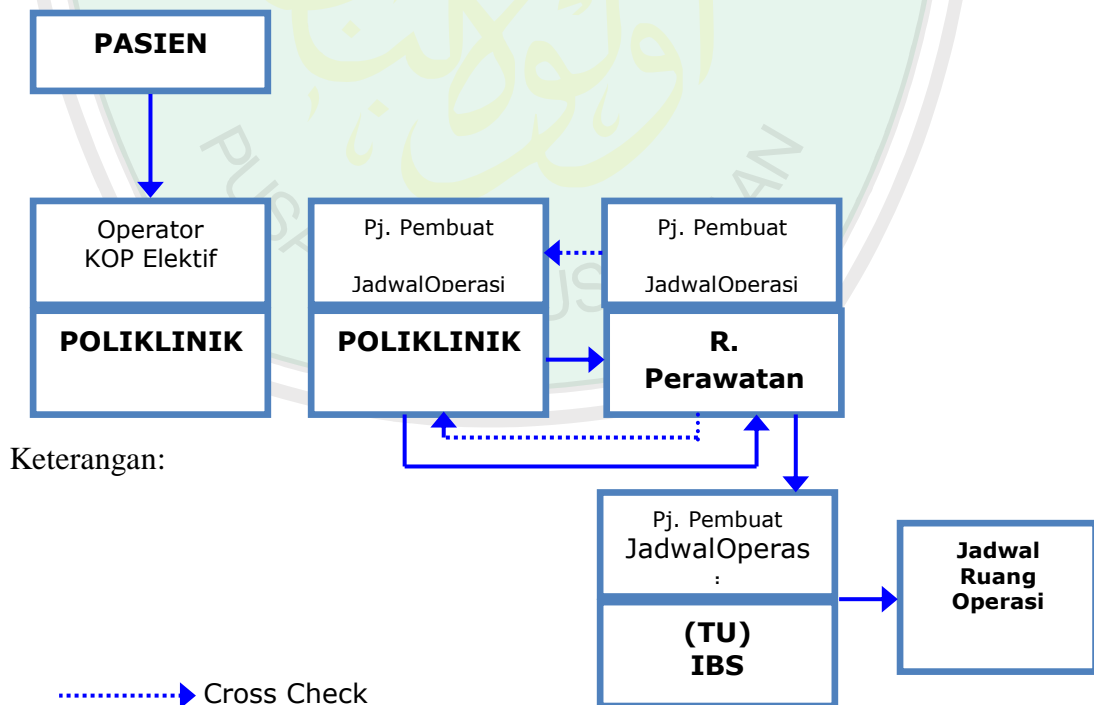 PASIEN
Operator
KOP Elektif
POLIKLINIK
Pj. Pembuat
JadwalOperasi
POLIKLINIK
Pj. Pembuat
JadwalOperasi
R.
Perawatan
Keterangan:
Pj. Pembuat
JadwalOperas
(TU)
IBS
Jadwal
Ruang
Operasi
Cross Check